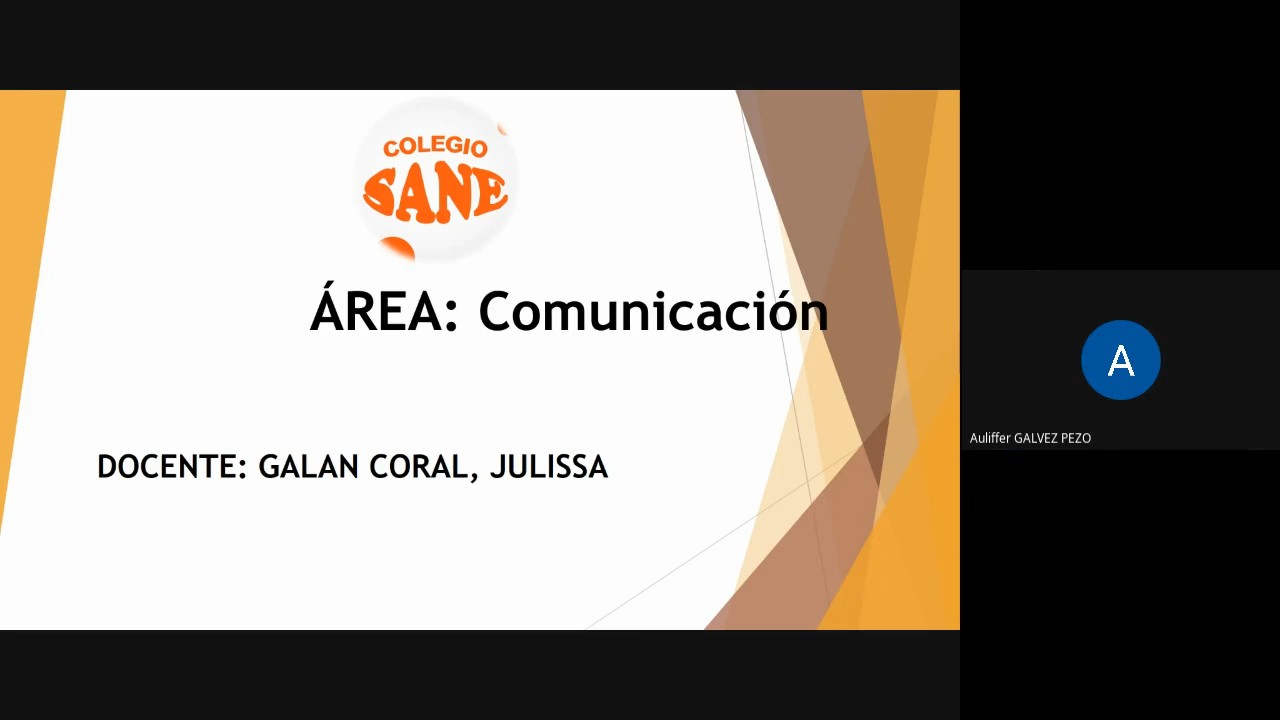 COLEGIO
SANE
ÁREA: Comunicación
DOCENTE: GALAN CORAL, JULISSA
A
Auliffer GALVEZ PEZO